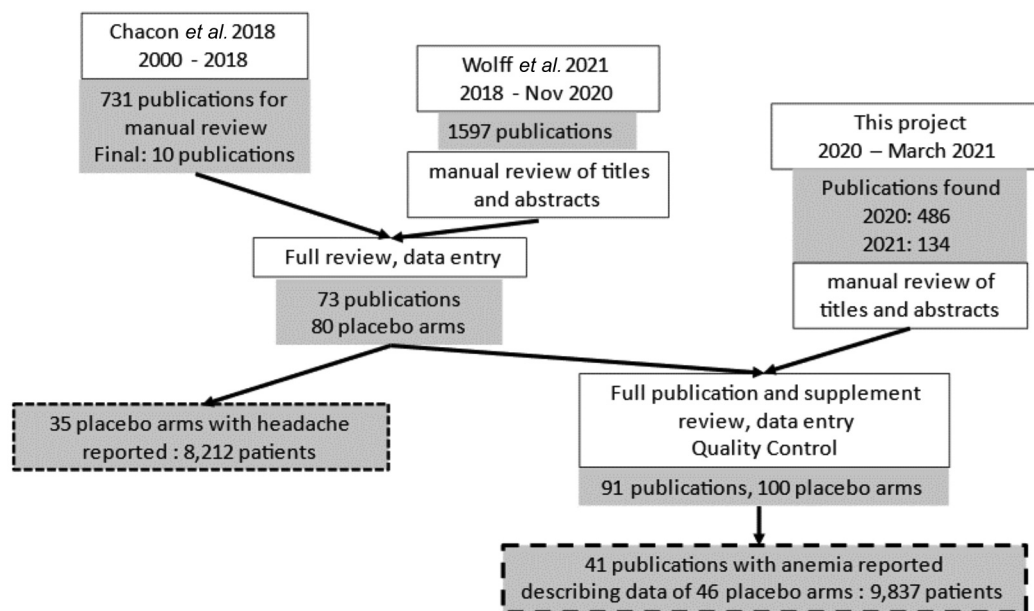 Chacon et al. 2018
2000 - 2018
731 publications for
manual review
Final: 10 publications
Wolff et al. 2021
2018 - Nov 2020
1597 publications
manual review of titles
and abstracts
This project
2020 – March 2021
Publications found
2020: 486
2021: 134
manual review of
titles and abstracts
Full review, data entry
73 publications
80 placebo arms
35 placebo arms with headache
reported : 8,212 patients
Full publication and supplement
review, data entry
Quality Control
91 publications, 100 placebo arms
41 publications with anemia reported
describing data of 46 placebo arms : 9,837 patients